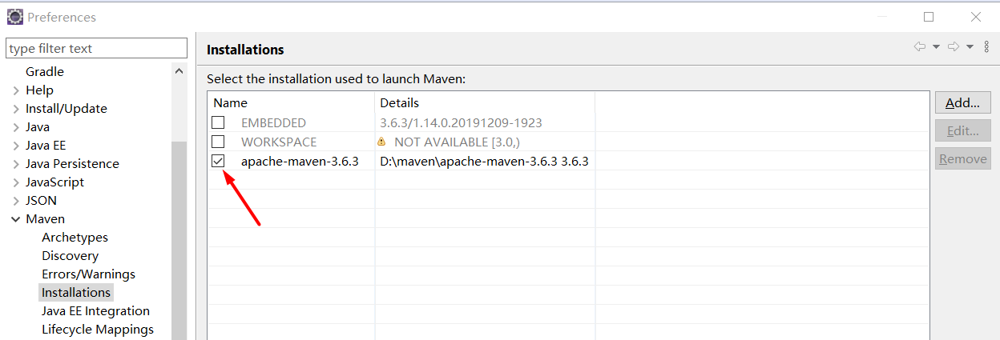 Preferences
type filter text
Gradle
Help
Install/Update
Java
Java EE
Java Persistence
JavaScript
JSON
Maven
Archetypes
Discovery
Errors/Warnings
Installations
Java EE Integration
Lifecycle Mappings
Installations
Select the installation used to launch Maven:
Name Details
EMBEDDED 3.6.3/1.14.0.20191209-1923
WORKSPACE NOT AVAILABLE [3.0,)
apache-maven-3.6.3 D:\maven\apache-maven-3.6.3 3.6.3
Add...
Edit...
Remove